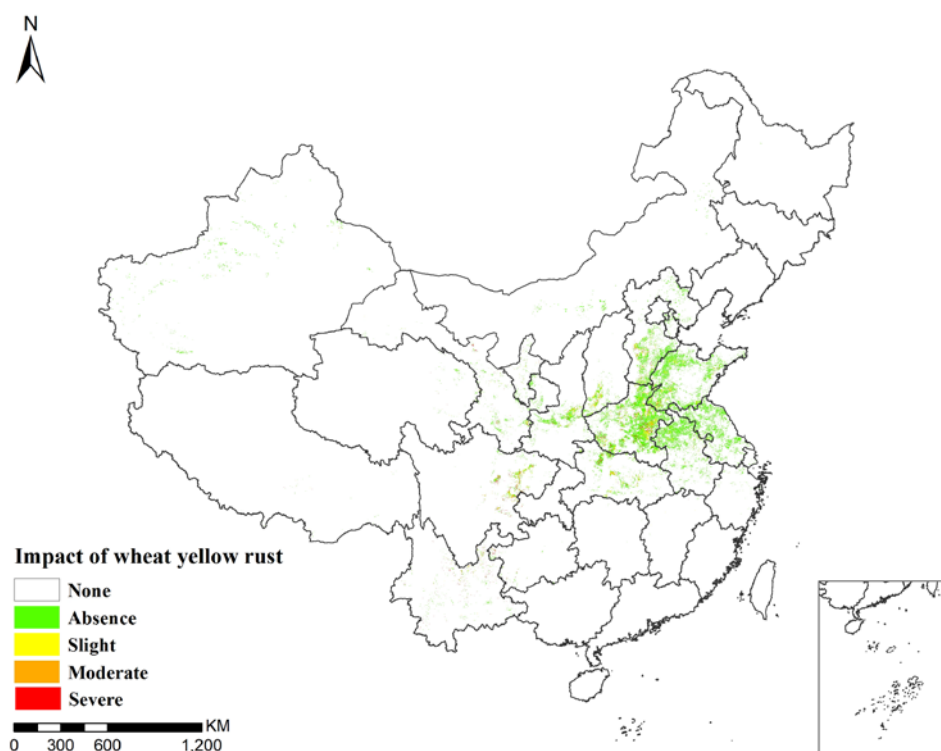 N
Impact of wheat yellow rust
None
Absence
Slight
Moderate
Severe
KM
0 300 600 1,200